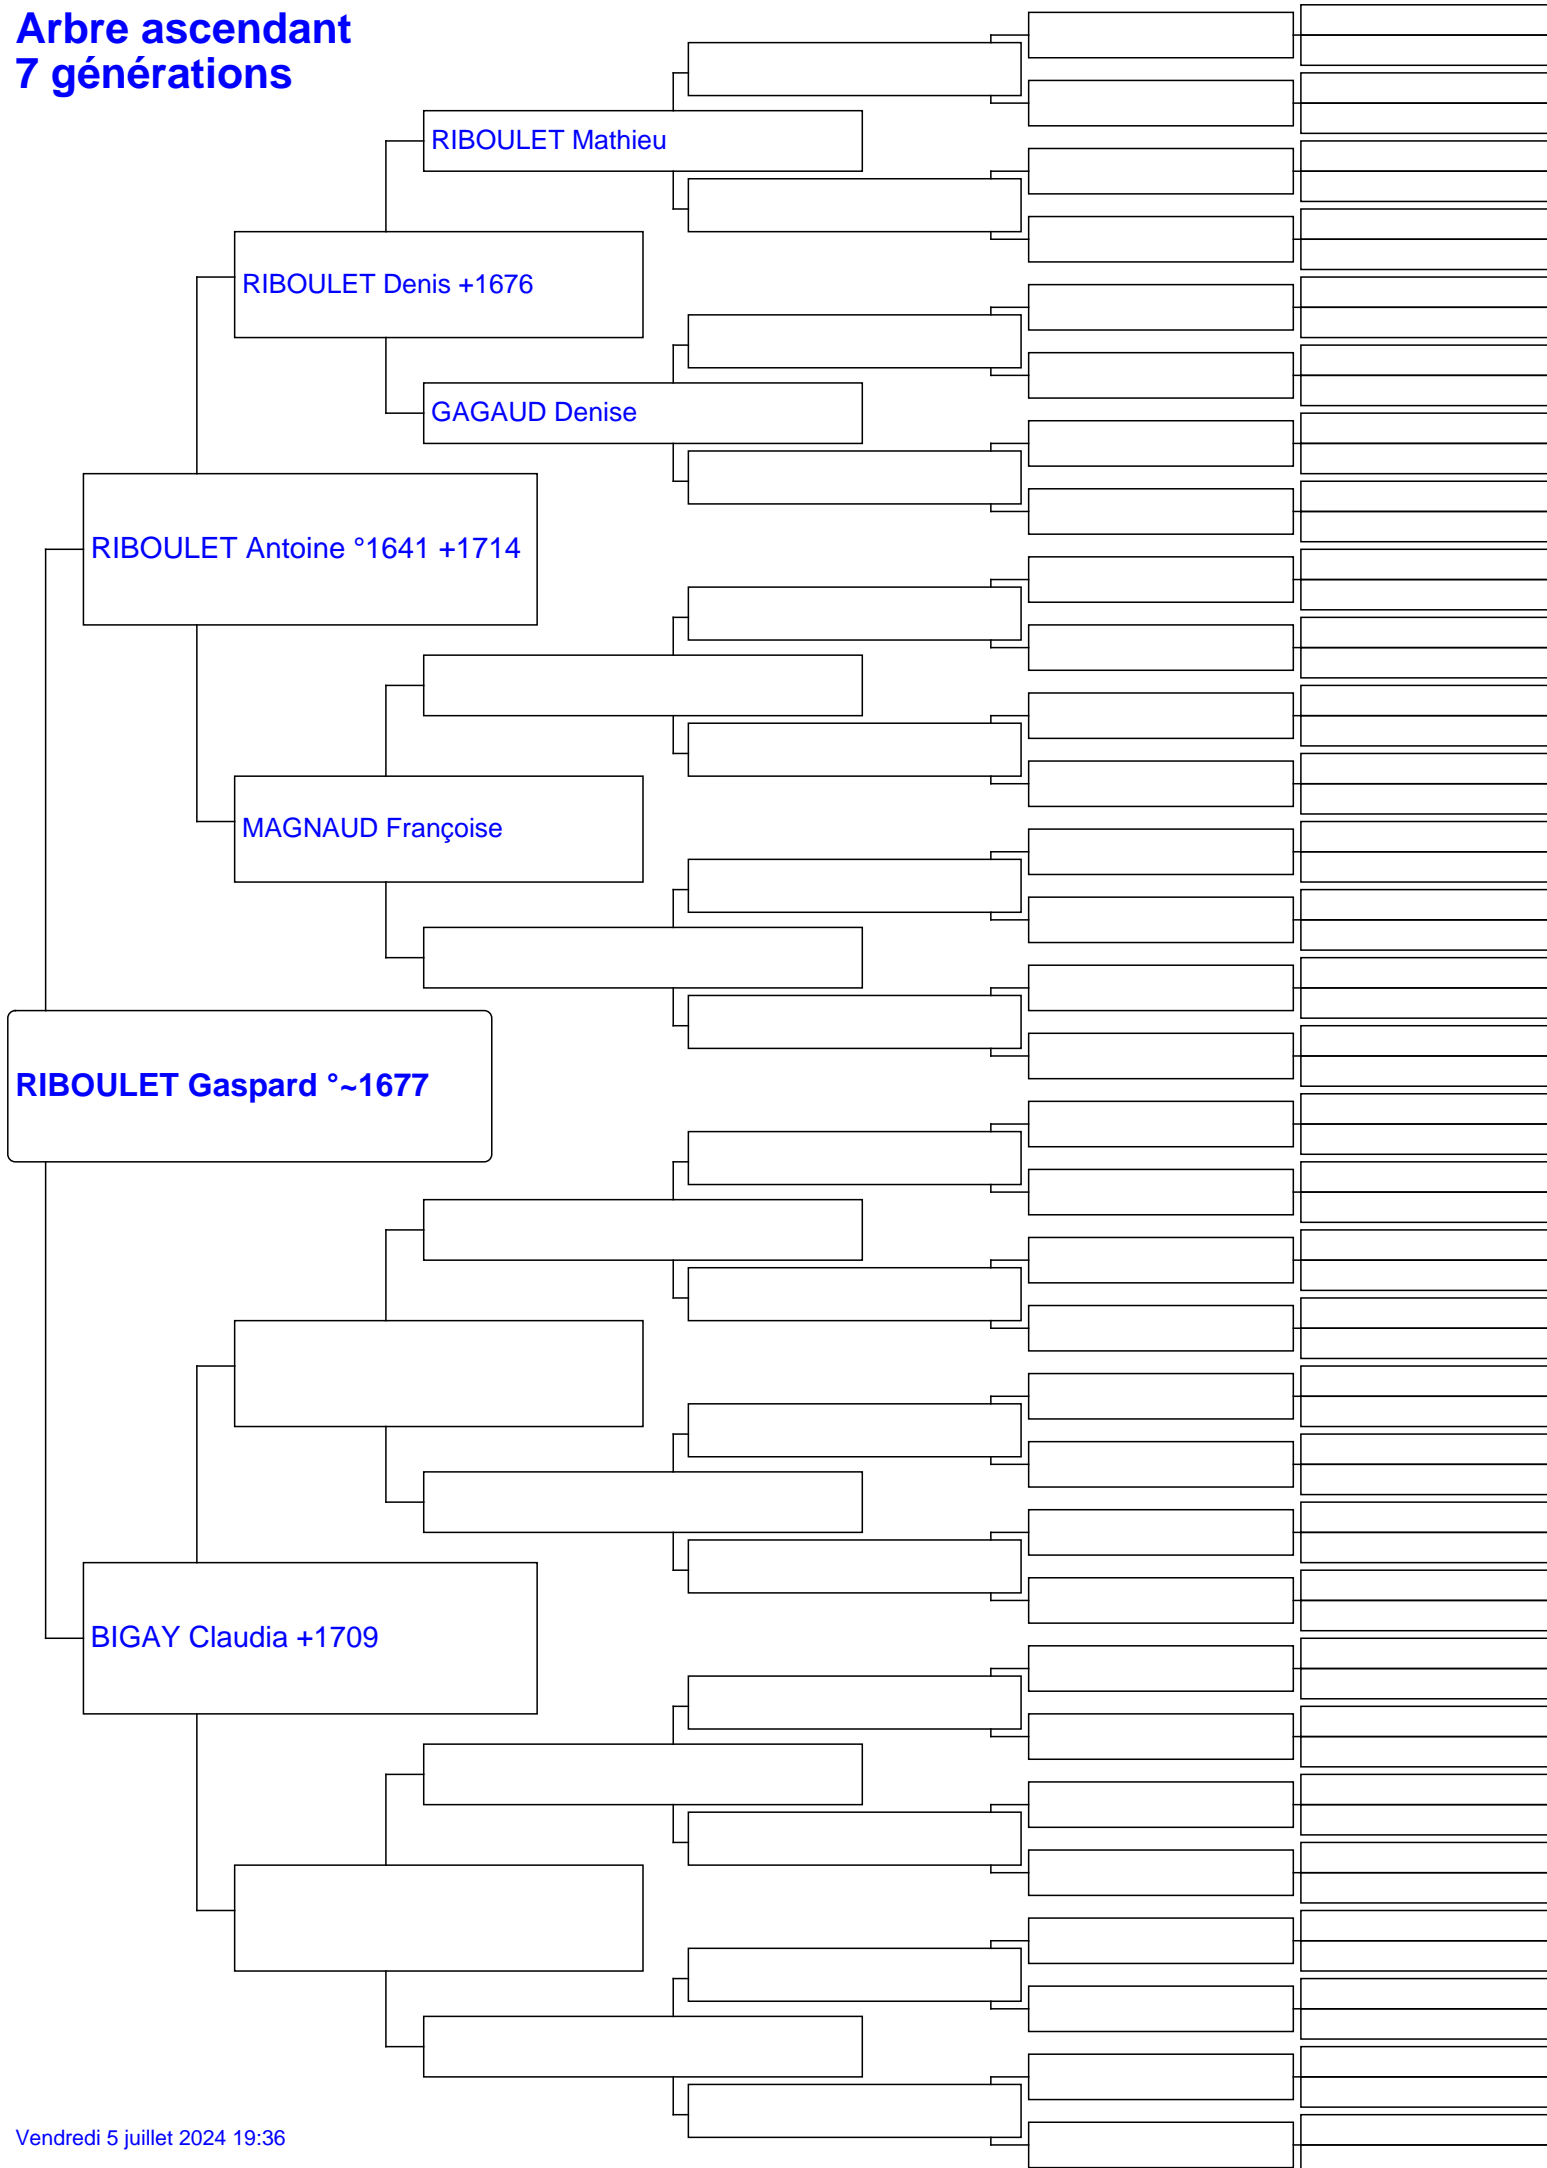 Arbre ascendant
7 générations
RIBOULET Mathieu
RIBOULET Denis +1676
GAGAUD Denise
RIBOULET Antoine °1641 +1714
MAGNAUD Françoise
RIBOULET Gaspard °~1677
BIGAY Claudia +1709
Vendredi 5 juillet 2024 19:36